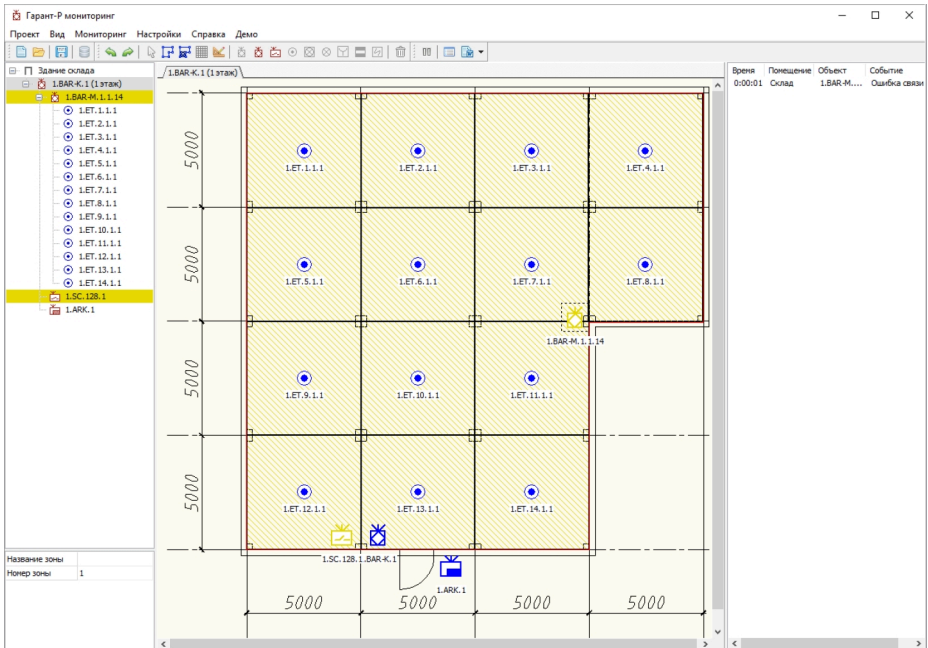 Гарант-Р мониторинг
Проект Вид Мониторинг Настройки Справка Демо
Здание склада
1.BAR-K.1 (1 этаж)
1.BAR-M.1.1.14
1.ET.1.1.1
1.ET.2.1.1
1.ET.3.1.1
1.ET.4.1.1
1.ET.5.1.1
1.ET.6.1.1
1.ET.7.1.1
1.ET.8.1.1
1.ET.9.1.1
1.ET.10.1.1
1.ET.11.1.1
1.ET.12.1.1
1.ET.13.1.1
1.ET.14.1.1
1.SC.128.1
1.ARK.1
Название зоны
Номер зоны 1
1.BAR-K.1 (1 этаж)
5000
1.ET.1.1.1 1.ET.2.1.1 1.ET.3.1.1 1.ET.4.1.1
5000
1.ET.5.1.1 1.ET.6.1.1 1.ET.7.1.1 1.ET.8.1.1
1.BAR-M.1.1.14
5000
1.ET.9.1.1 1.ET.10.1.1 1.ET.11.1.1
5000
1.ET.12.1.1 1.ET.13.1.1 1.ET.14.1.1
1.SC.128.1 1.BAR-K.1
1.ARK.1
5000 5000 5000 5000
Время Помещение Объект Событие
0:00:01 Склад 1.BAR-M.... Ошибка связи